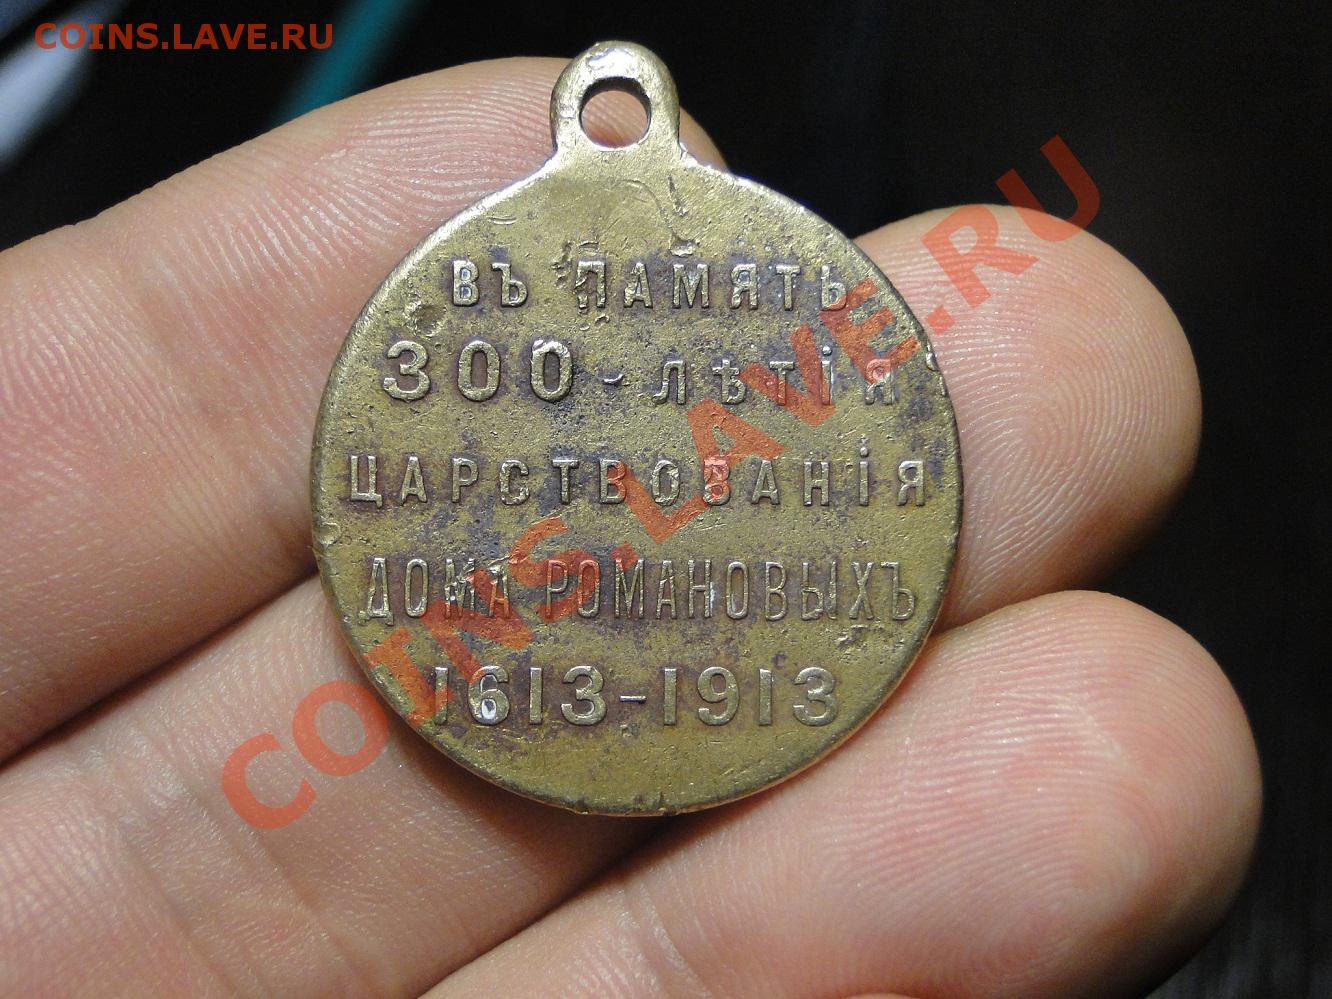 COINS.LAVE.RU
ВЪ ПАМЯТЬ
300-лѣтія
ЦАРСТВОВАНІЯ
ДОМА РОМАНОВЫХЪ
1613-1913
COINS.LAVE.RU